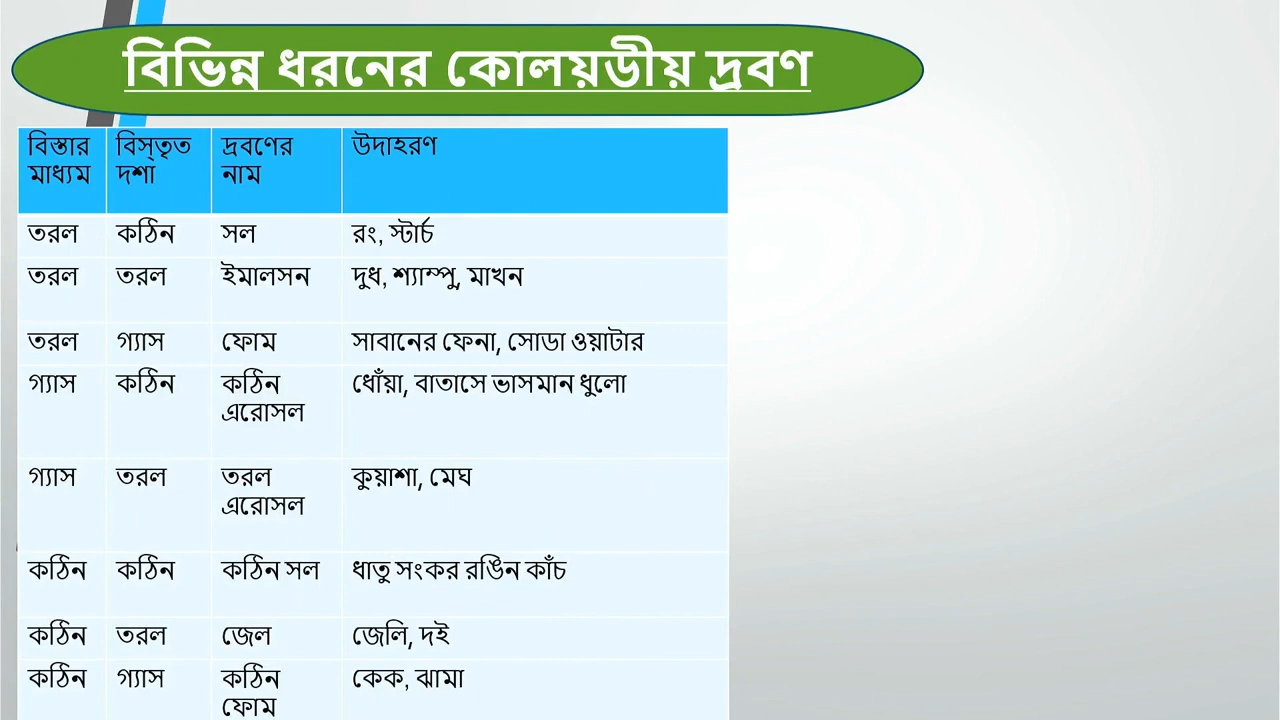 বিভিন্ন ধরনের কোলয়ডীয় দ্রবণ
বিস্তার মাধ্যম বিস্তৃত দশা দ্রবণের নাম উদাহরণ
তরল কঠিন সল রং, স্টার্চ
তরল তরল ইমালসন দুধ, শ্যাম্পু, মাখন
তরল গ্যাস ফোম সাবানের ফেনা, সোডা ওয়াটার
গ্যাস কঠিন কঠিন এরোসল ধোঁয়া, বাতাসে ভাসমান ধুলো
গ্যাস তরল তরল এরোসল কুয়াশা, মেঘ
কঠিন কঠিন কঠিন সল ধাতু সংকর রঙিন কাঁচ
কঠিন তরল জেল জেলি, দই
কঠিন গ্যাস কঠিন ফোম কেক, ঝামা